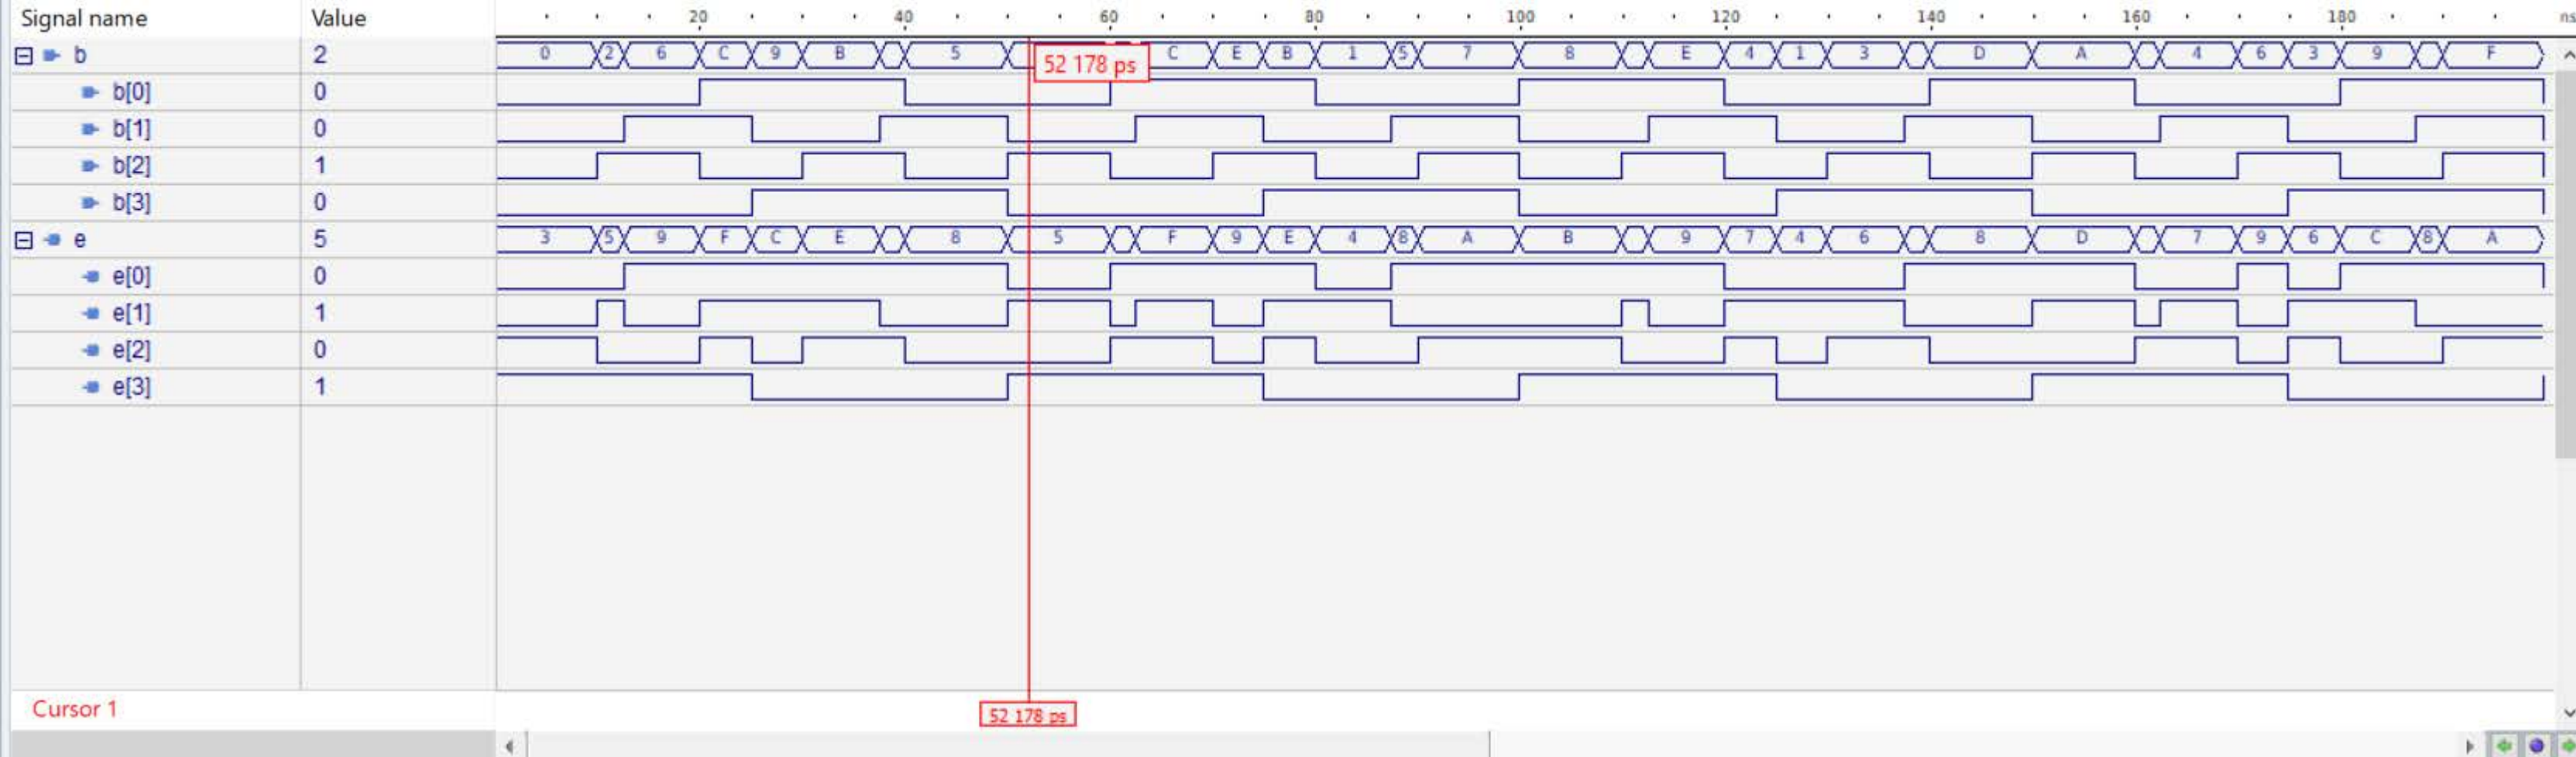 Signal name Value 20 40 60 80 100 120 140 160 180 ns
b 2 0 2 6 C 9 B 5 C E B 1 5 7 8 E 4 1 3 D A 4 6 3 9 F
52 178 ps
b[0] 0
b[1] 0
b[2] 1
b[3] 0
e 5 3 5 9 F C E 8 5 F 9 E 4 8 A B 9 7 4 6 8 D 7 9 6 C 8 A
e[0] 0
e[1] 1
e[2] 0
e[3] 1
Cursor 1 52 178 ps